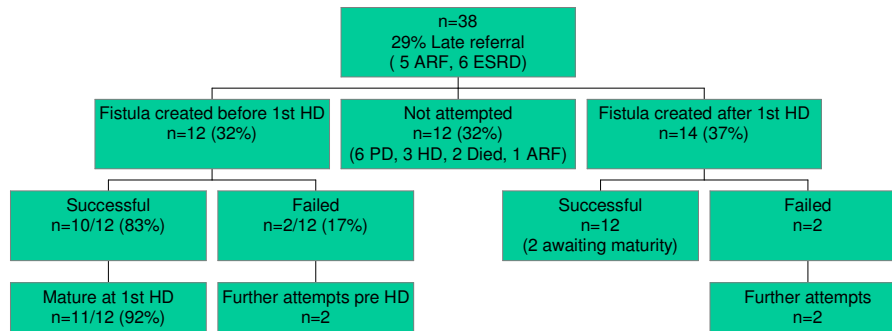 n=38
29% Late referral
( 5 ARF, 6 ESRD)
Fistula created before 1st HD
n=12 (32%)
Not attempted
n=12 (32%)
(6 PD, 3 HD, 2 Died, 1 ARF)
Fistula created after 1st HD
n=14 (37%)
Successful
n=10/12 (83%)
Failed
n=2/12 (17%)
Successful
n=12
(2 awaiting maturity)
Failed
n=2
Mature at 1st HD
n=11/12 (92%)
Further attempts pre HD
n=2
Further attempts
n=2